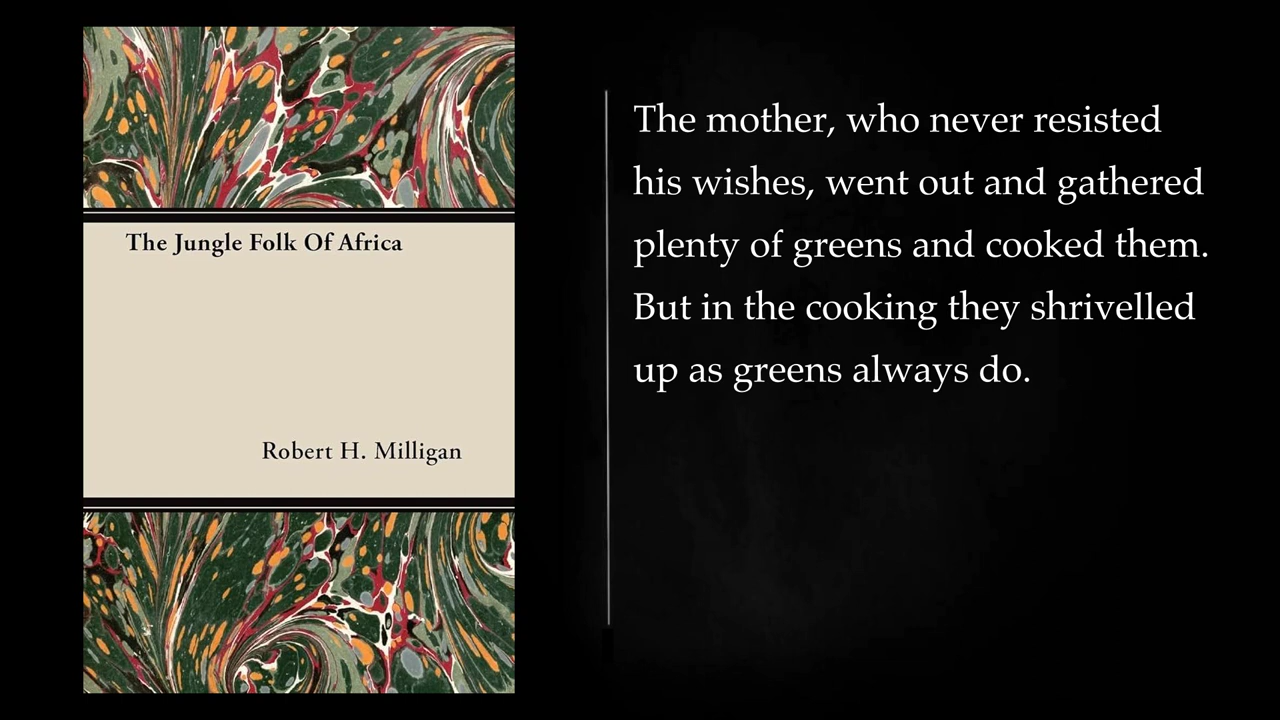 The Jungle Folk Of Africa
Robert H. Milligan
The mother, who never resisted
his wishes, went out and gathered
plenty of greens and cooked them.
But in the cooking they shrivelled
up as greens always do.